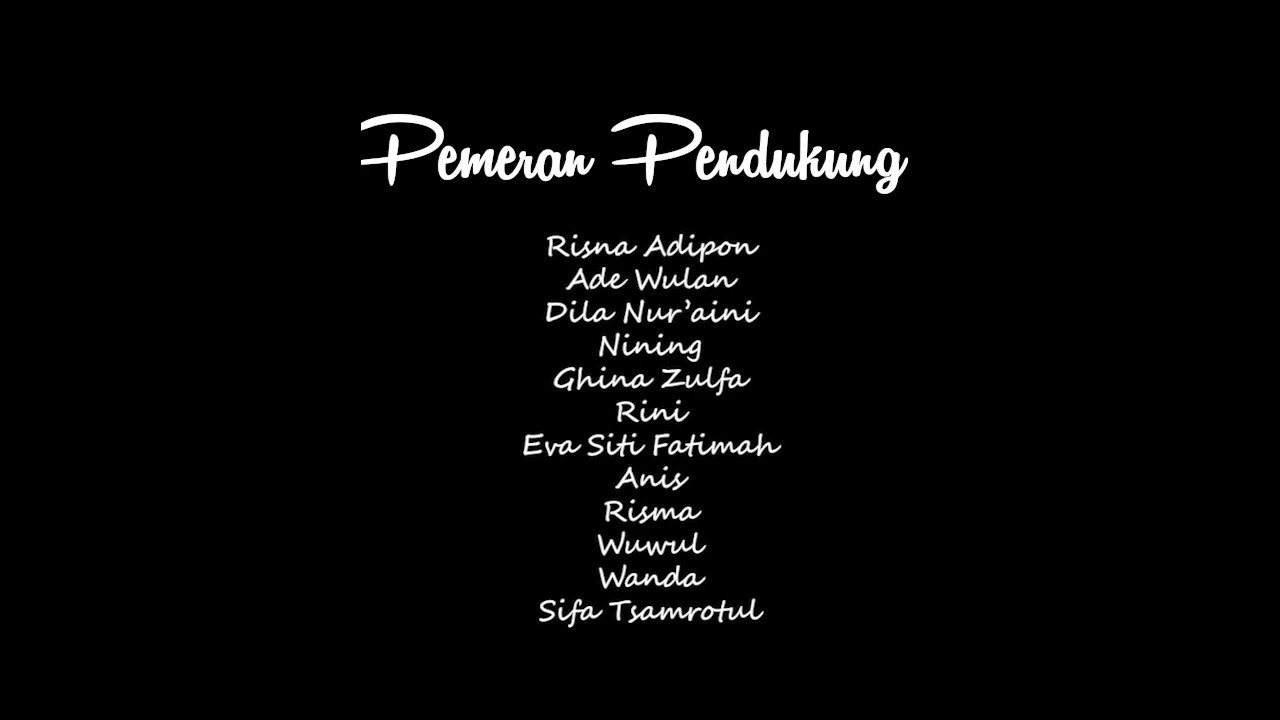 Pemeran Pendukung
Risna Adipon
Ade Wulan
Dila Nur'aini
Nining
Ghina Zulfa
Rini
Eva Siti Fatimah
Anis
Risma
Wuwul
Wanda
Sifa Tsamrotul